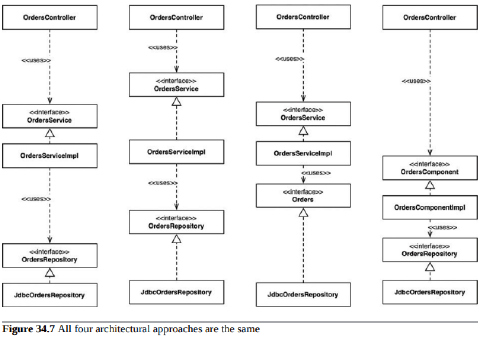 OrdersController
<<uses>>
<<interface>>
OrdersService
OrdersServiceImpl
<<uses>>
<<interface>>
OrdersRepository
JdbcOrdersRepository
OrdersController
<<uses>>
<<interface>>
OrdersService
OrdersServiceImpl
<<uses>>
<<interface>>
OrdersRepository
JdbcOrdersRepository
OrdersController
<<uses>>
<<interface>>
OrdersService
OrdersServiceImpl
<<uses>>
<<interface>>
Orders
JdbcOrdersRepository
OrdersController
<<uses>>
<<interface>>
OrdersComponent
OrdersComponentImpl
<<uses>>
<<interface>>
OrdersRepository
JdbcOrdersRepository
Figure 34.7 All four architectural approaches are the same